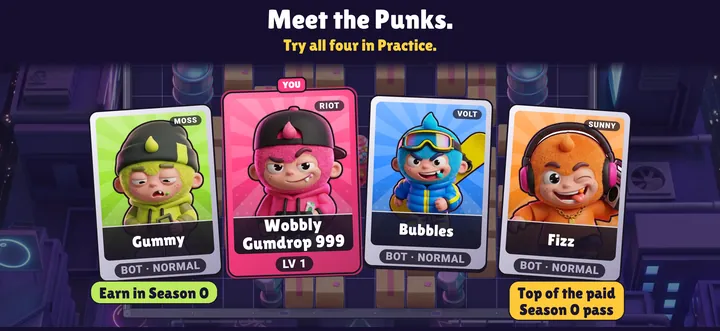 Meet the Punks.
Try all four in Practice.
MOSS
Gummy
BOT · NORMAL
Earn in Season 0
YOU
RIOT
Wobbly
Gumdrop 999
LV 1
VOLT
Bubbles
BOT · NORMAL
SUNNY
Fizz
BOT · NORMAL
Top of the paid
Season 0 pass